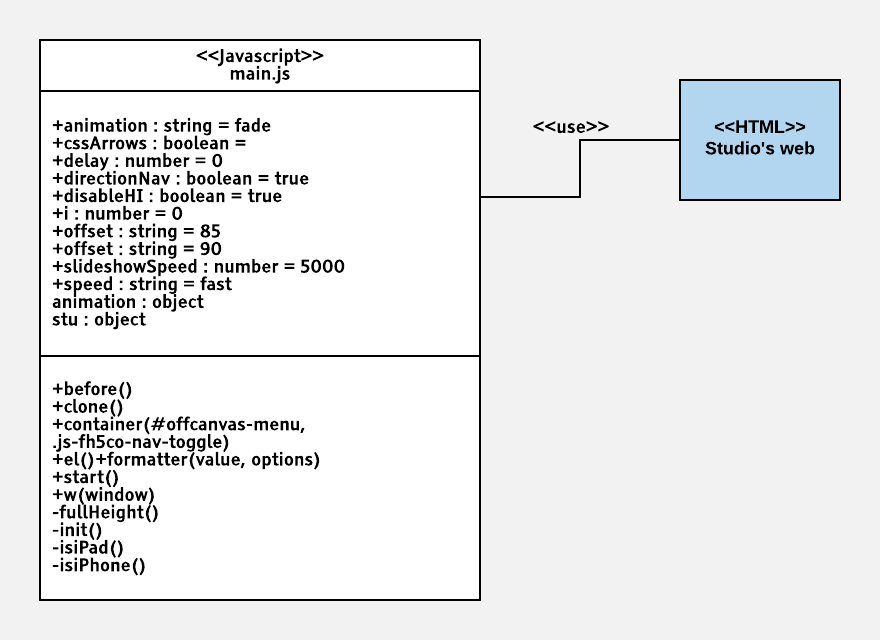 <<Javascript>>
main.js
+animation : string = fade
+cssArrows : boolean =
+delay : number = 0
+directionNav : boolean = true
+disableHI : boolean = true
+i : number = 0
+offset : string = 85
+offset : string = 90
+slideshowSpeed : number = 5000
+speed : string = fast
animation : object
stu : object
+before()
+clone()
+container(#offcanvas-menu,
.js-fh5co-nav-toggle)
+el()+formatter(value, options)
+start()
+w(window)
-fullHeight()
-init()
-isiPad()
-isiPhone()
<<use>>
<<HTML>>
Studio's web